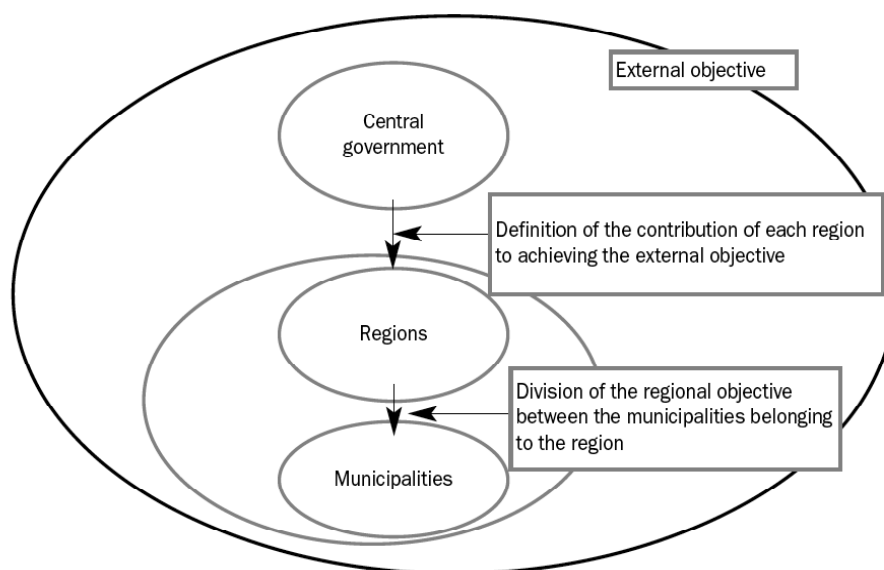 External objective
Central
government
Definition of the contribution of each region
to achieving the external objective
Regions
Division of the regional objective
between the municipalities belonging
to the region
Municipalities